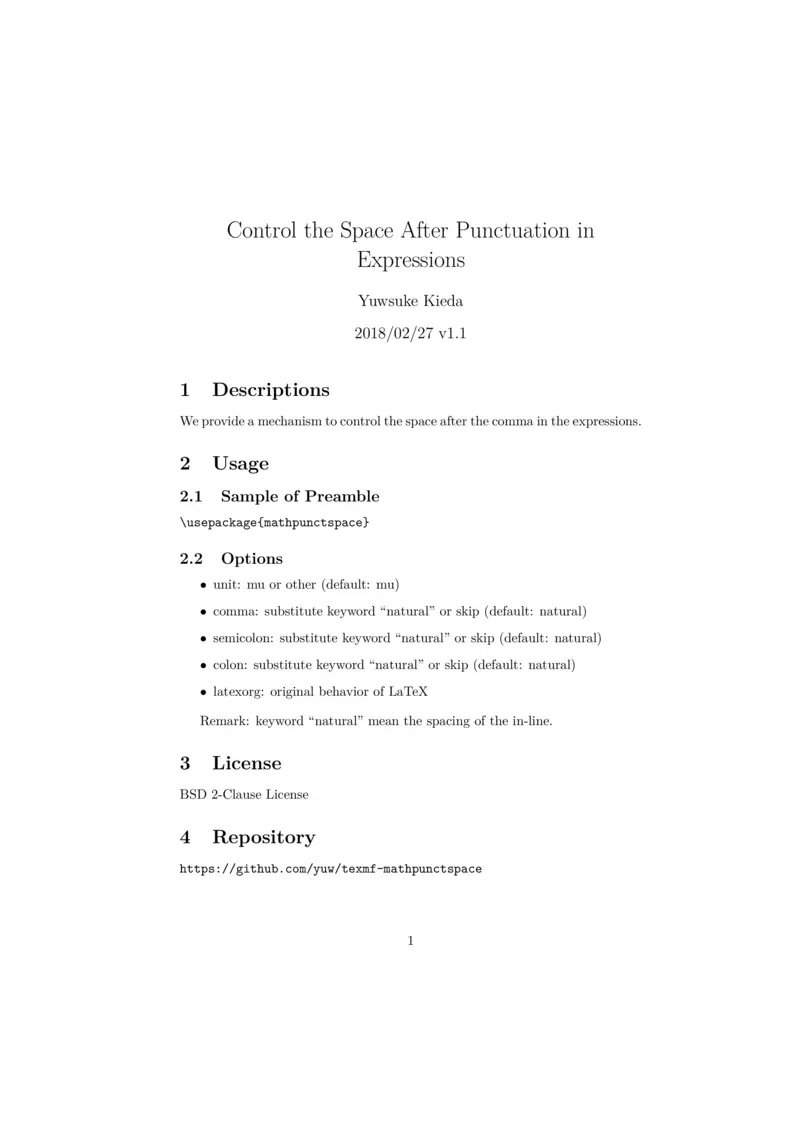 Control the Space After Punctuation in
Expressions
Yuwsuke Kieda
2018/02/27 v1.1
1 Descriptions
We provide a mechanism to control the space after the comma in the expressions.
2 Usage
2.1 Sample of Preamble
\usepackage{mathpunctspace}
2.2 Options
• unit: mu or other (default: mu)
• comma: substitute keyword “natural” or skip (default: natural)
• semicolon: substitute keyword “natural” or skip (default: natural)
• colon: substitute keyword “natural” or skip (default: natural)
• latexorg: original behavior of LaTeX
Remark: keyword “natural” mean the spacing of the in-line.
3 License
BSD 2-Clause License
4 Repository
https://github.com/yuw/texmf-mathpunctspace
1